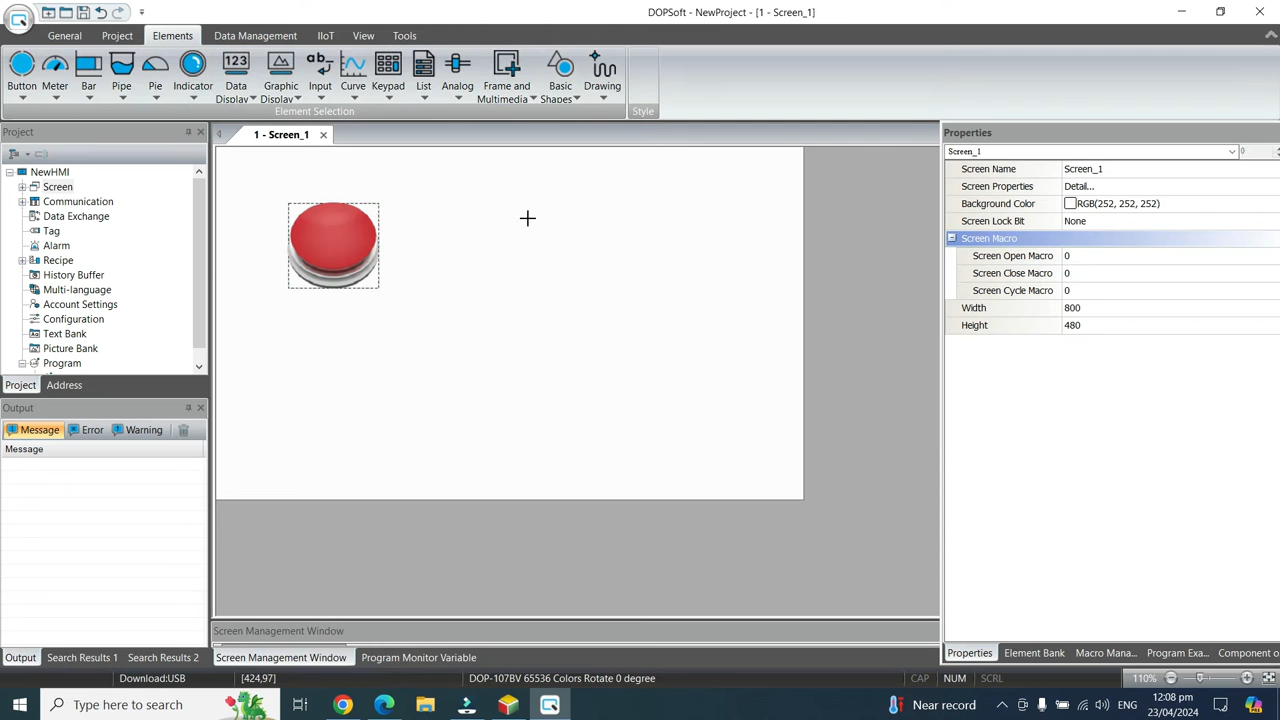 DOPSoft - NewProject - [1 - Screen_1]
General Project Elements Data Management IIoT View Tools
Button Meter Bar Pipe Pie Indicator Data Display Graphic Display Input Curve Keypad List Analog Frame and Multimedia Basic Shapes Drawing
123
ab
Element Selection Style
Project
1 - Screen_1
NewHMI
Screen
Communication
Data Exchange
Tag
Alarm
Recipe
History Buffer
Multi-language
Account Settings
Configuration
Text Bank
Picture Bank
Program
Project Address
Output
Message Error Warning
Message
Output Search Results 1 Search Results 2
Screen Management Window
Screen Management Window Program Monitor Variable
Properties
Screen_1
Screen Name Screen_1
Screen Properties Detail...
Background Color RGB(252, 252, 252)
Screen Lock Bit None
Screen Macro
Screen Open Macro 0
Screen Close Macro 0
Screen Cycle Macro 0
Width 800
Height 480
Properties Element Bank Macro Mana... Program Exa... Component o
Download:USB [424,97] DOP-107BV 65536 Colors Rotate 0 degree CAP NUM SCRL 110%
Type here to search
Near record ENG
12:08 pm
23/04/2024